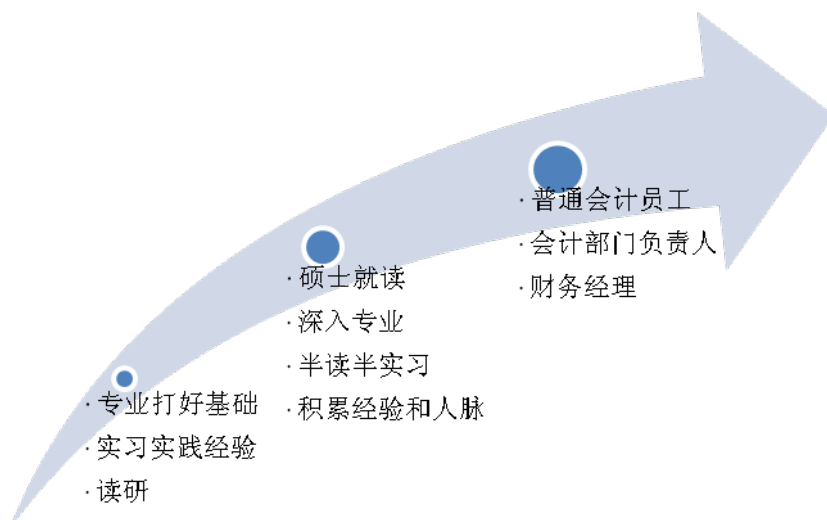 ·专业打好基础
·实习实践经验
·读研
·硕士就读
·深入专业
·半读半实习
·积累经验和人脉
·普通会计员工
·会计部门负责人
·财务经理